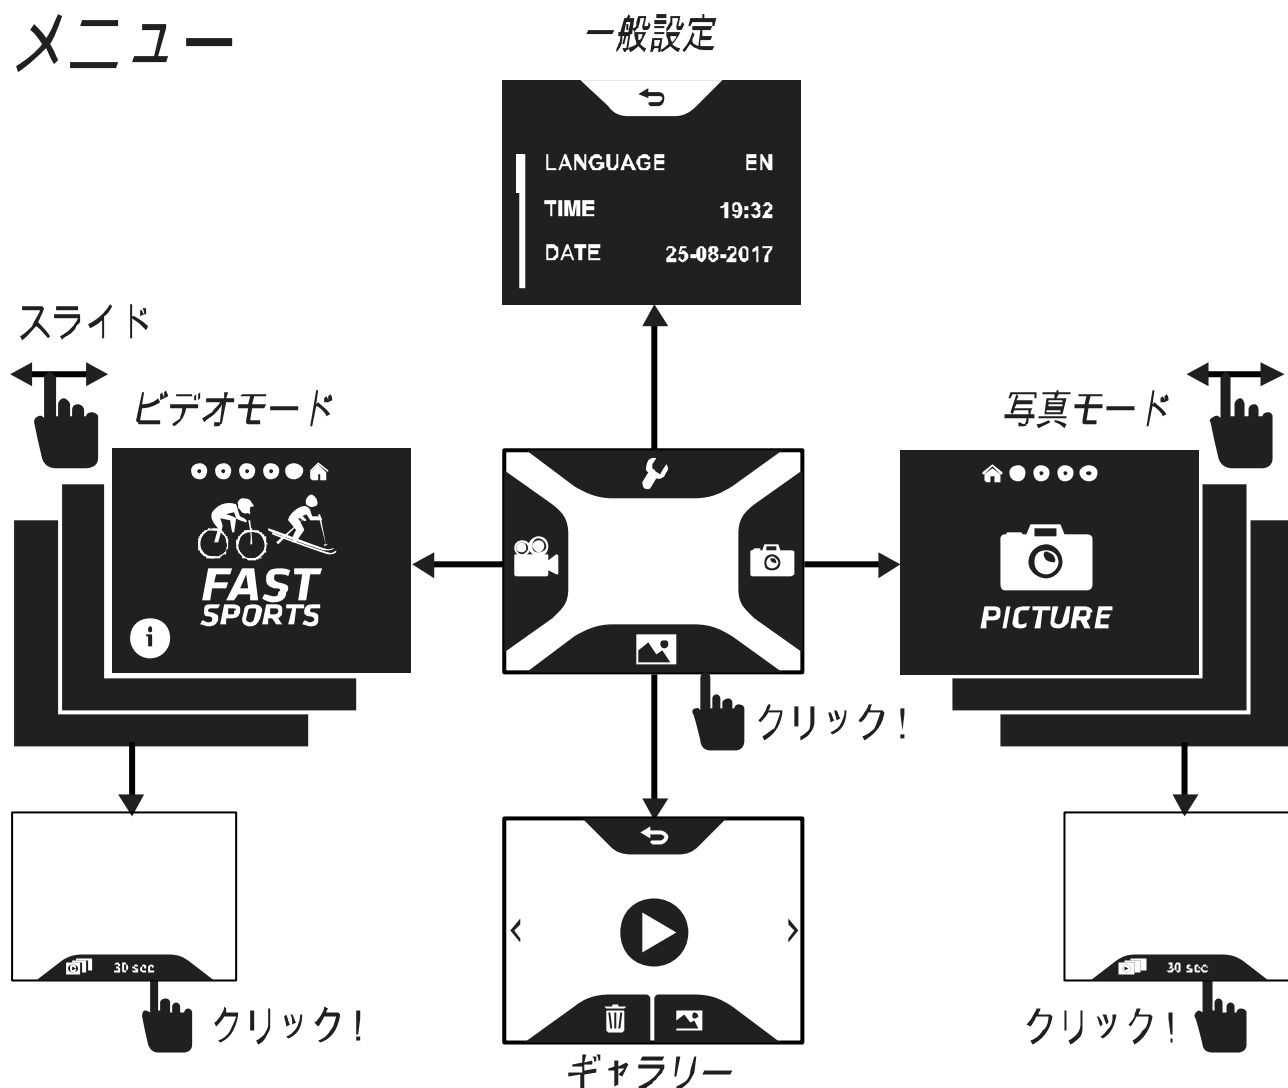 メニュー
一般設定
LANGUAGE EN
TIME 19:32
DATE 25-08-2017
スライド
ビデオモード
写真モード
FAST
SPORTS
i
PICTURE
クリック!
30 sec
30 sec
クリック!
クリック!
ギャラリー